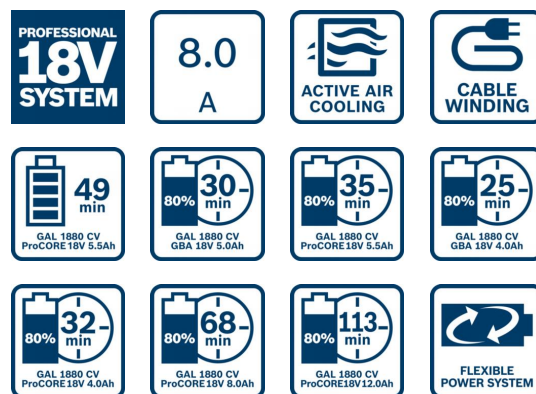 PROFESSIONAL
18V
SYSTEM
8.0
A
ACTIVE AIR
COOLING
CABLE
WINDING
49
min
GAL 1880 CV
ProCORE 18V 5.5Ah
80%
30-
min
GAL 1880 CV
GBA 18V 5.0Ah
80%
35-
min
GAL 1880 CV
ProCORE18V 5.5Ah
80%
25-
min
GAL 1880 CV
GBA 18V 4.0Ah
80%
32-
min
GAL 1880 CV
ProCORE18V 4.0Ah
80%
68-
min
GAL 1880 CV
ProCORE18V 8.0Ah
80%
113-
min
GAL 1880 CV
ProCORE18V12.0Ah
FLEXIBLE
POWER SYSTEM